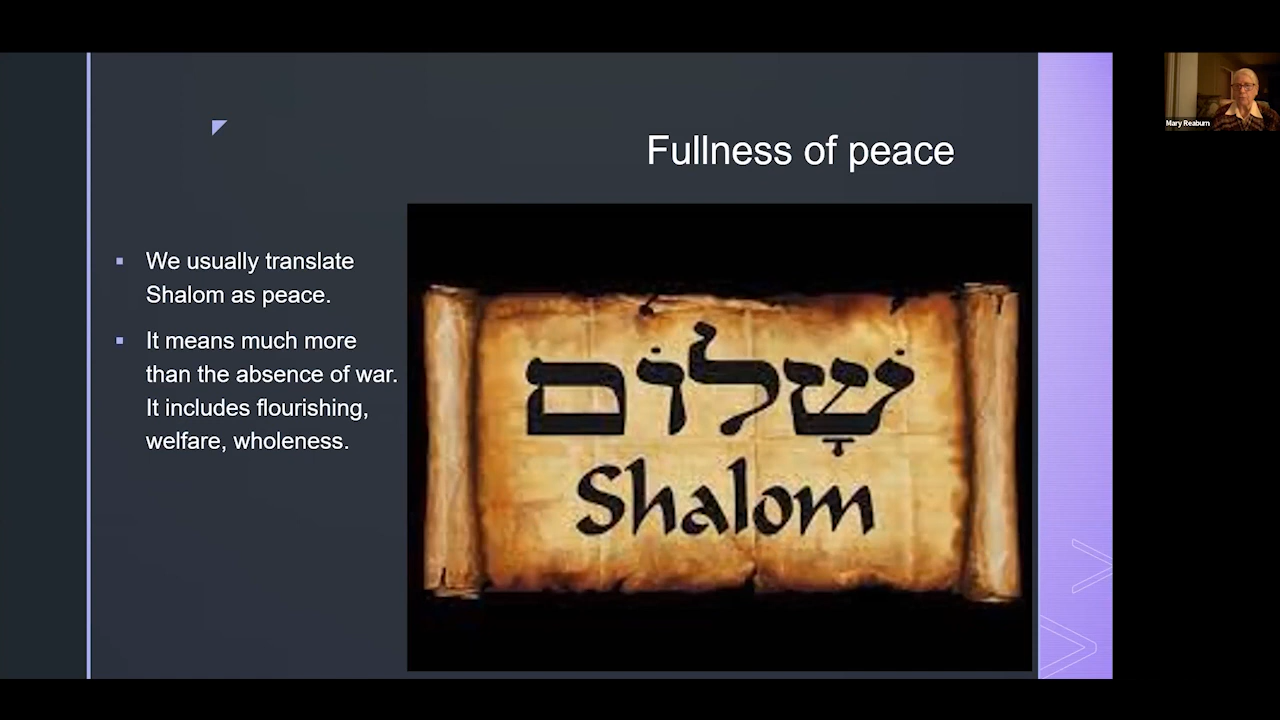 Fullness of peace
We usually translate
Shalom as peace.
It means much more
than the absence of war.
It includes flourishing,
welfare, wholeness.
שָׁלוֹם
Shalom
Mary Reaburn